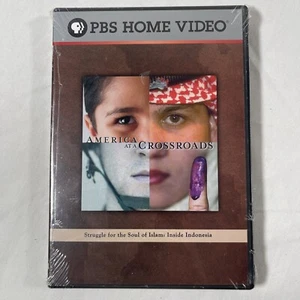 PBS HOME VIDEO
AMERICA AT A CROSSROADS
Struggle for the Soul of Islam: Inside Indonesia